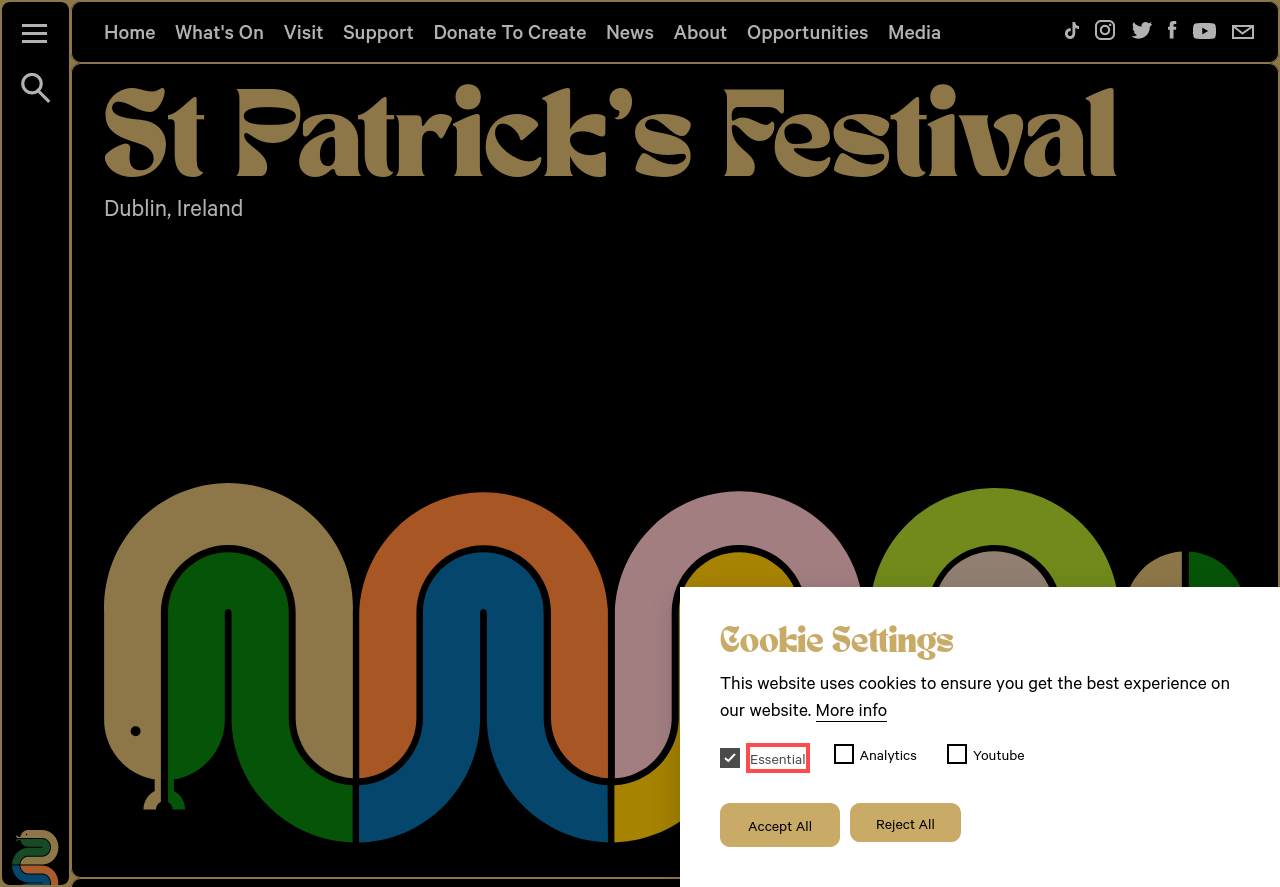 Home What's On Visit Support Donate To Create News About Opportunities Media
St Patrick's Festival
Dublin, Ireland
Cookie Settings
This website uses cookies to ensure you get the best experience on
our website. More info
Essential Analytics Youtube
Accept All Reject All